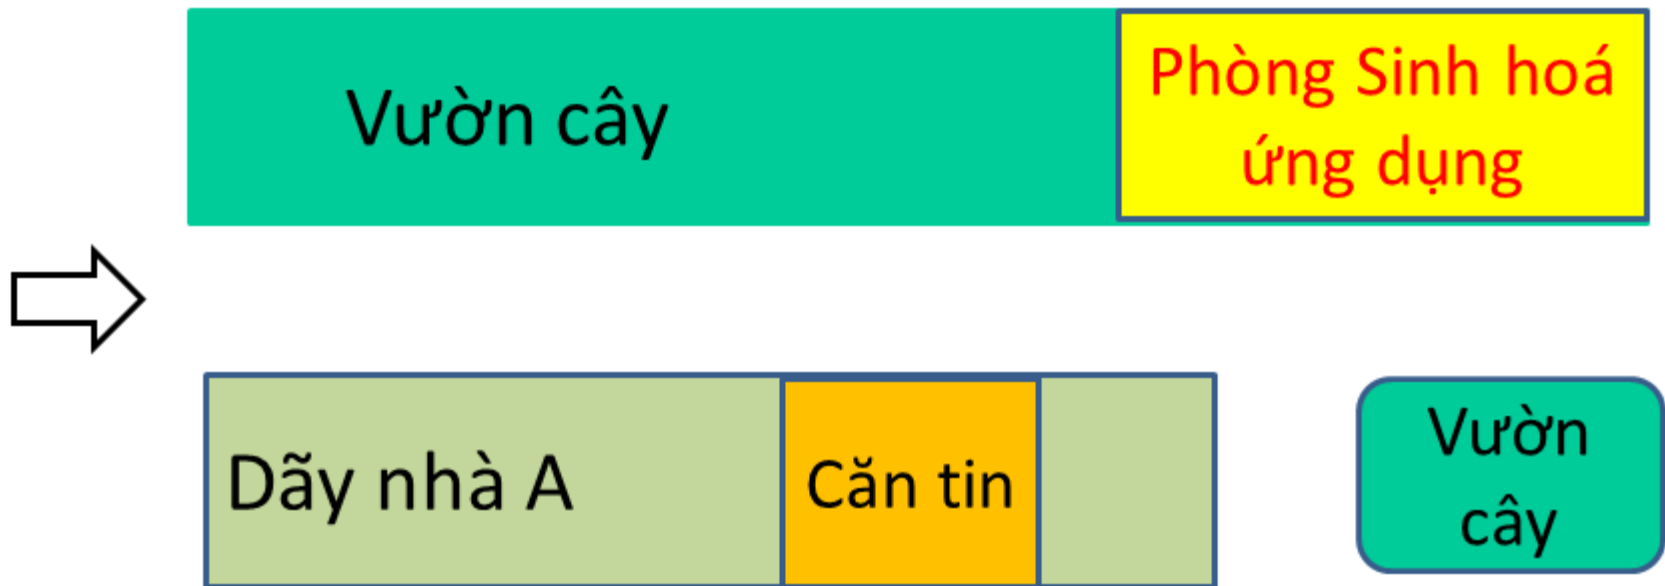 Vườn cây
Phòng Sinh hoá
ứng dụng
Dãy nhà A
Căn tin
Vườn
cây